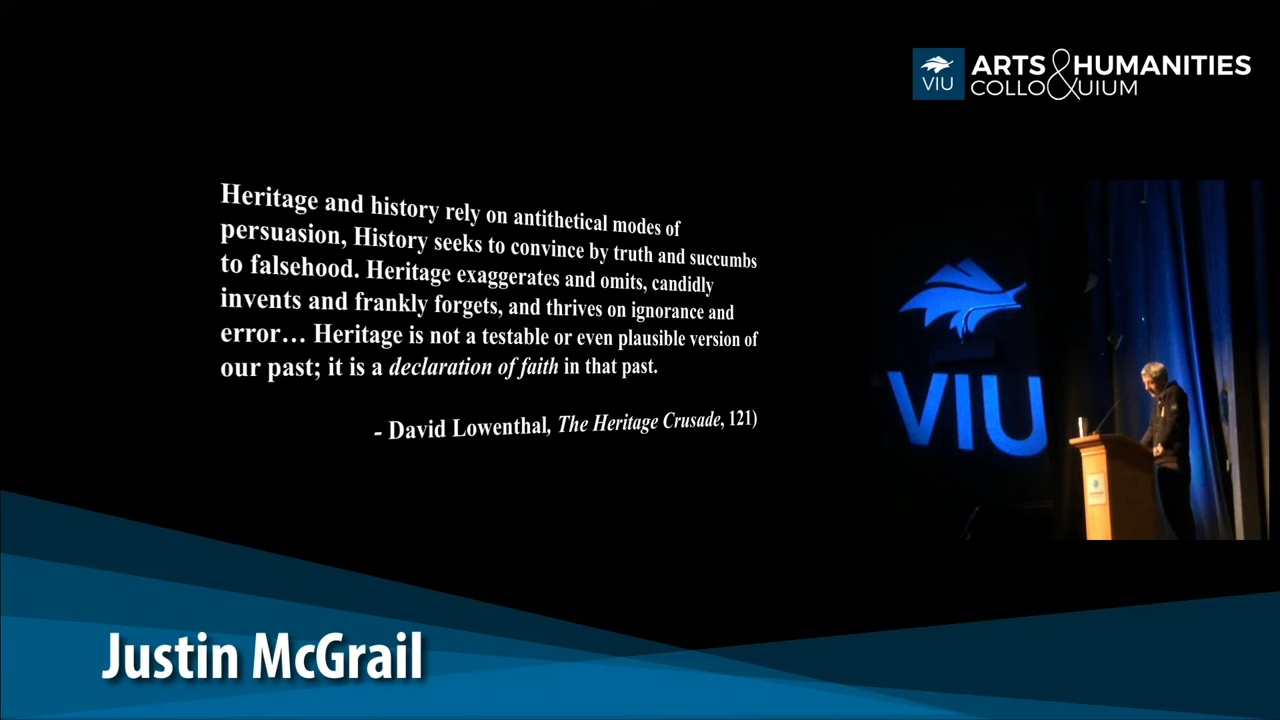 VIU
ARTS & HUMANITIES
COLLOQUIUM
Heritage and history rely on antithetical modes of
persuasion, History seeks to convince by truth and succumbs
to falsehood. Heritage exaggerates and omits, candidly
invents and frankly forgets, and thrives on ignorance and
error… Heritage is not a testable or even plausible version of
our past; it is a declaration of faith in that past.
- David Lowenthal, The Heritage Crusade, 121)
VIU
Justin McGrail